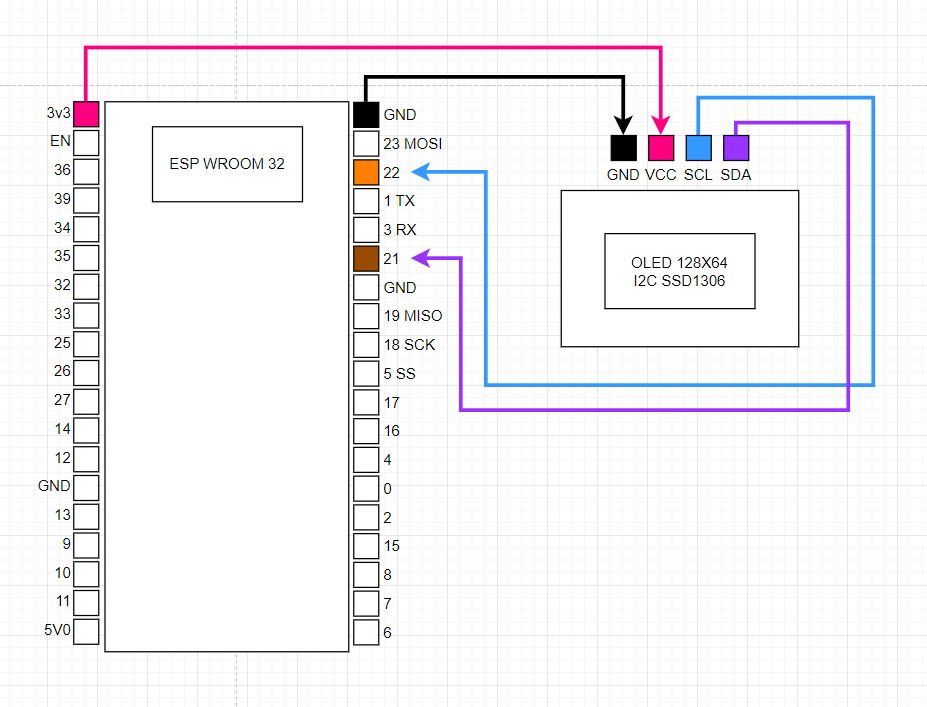 3v3
EN
36
39
34
35
32
33
25
26
27
14
12
GND
13
9
10
11
5V0
ESP WROOM 32
GND
23 MOSI
22
1 TX
3 RX
21
GND
19 MISO
18 SCK
5 SS
17
16
4
0
2
15
8
7
6
GND VCC SCL SDA
OLED 128X64
I2C SSD1306